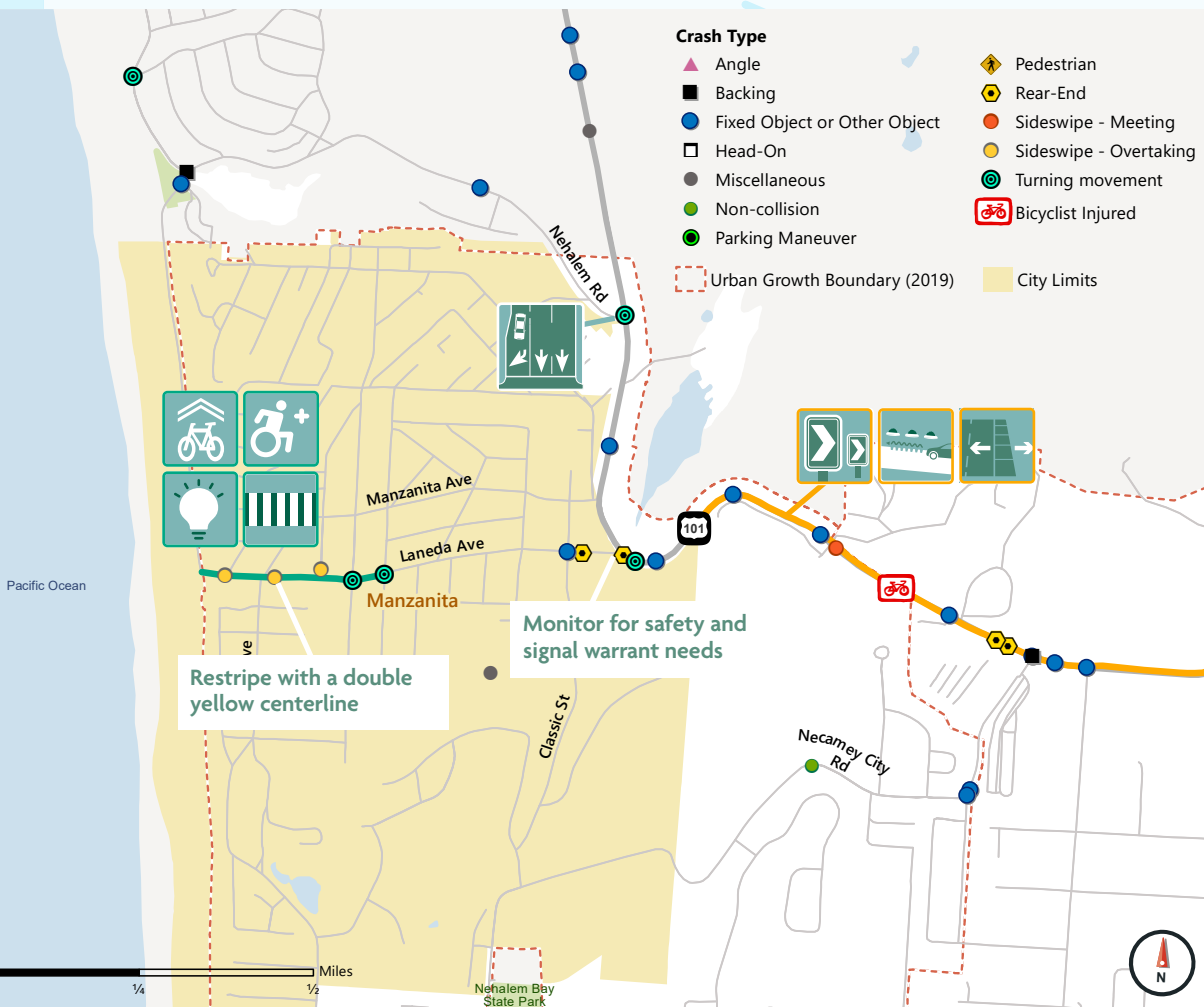 Crash Type
Angle
Backing
Fixed Object or Other Object
Head-On
Miscellaneous
Non-collision
Parking Maneuver
Pedestrian
Rear-End
Sideswipe - Meeting
Sideswipe - Overtaking
Turning movement
Bicyclist Injured
Urban Growth Boundary (2019)
City Limits
Nehalem Rd
Manzanita Ave
Laneda Ave
101
Pacific Ocean
Manzanita
Monitor for safety and
signal warrant needs
ve
Restripe with a double
yellow centerline
Classic St
Necarney City
Rd
Miles
¼
½
Nehalem Bay
State Park
N